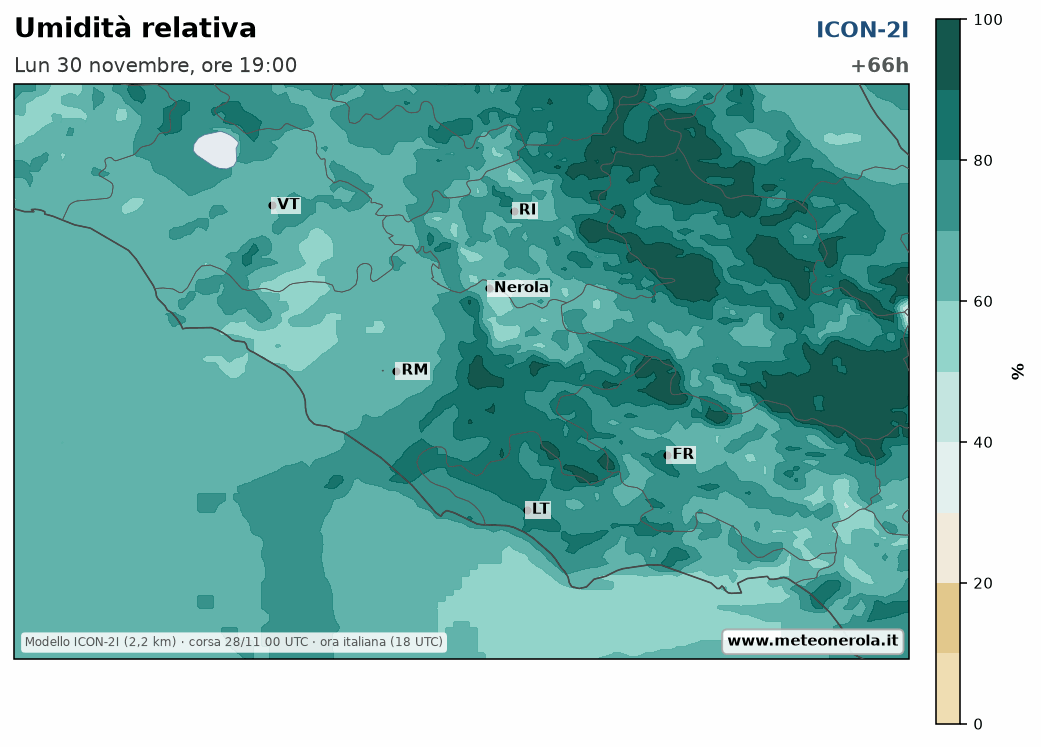 Umidità relativa
ICON-2I
Lun 30 novembre, ore 19:00
+66h
100
80
60
40
20
0
%
VT
RI
Nerola
RM
FR
LT
Modello ICON-2I (2,2 km) · corsa 28/11 00 UTC · ora italiana (18 UTC)
www.meteonerola.it